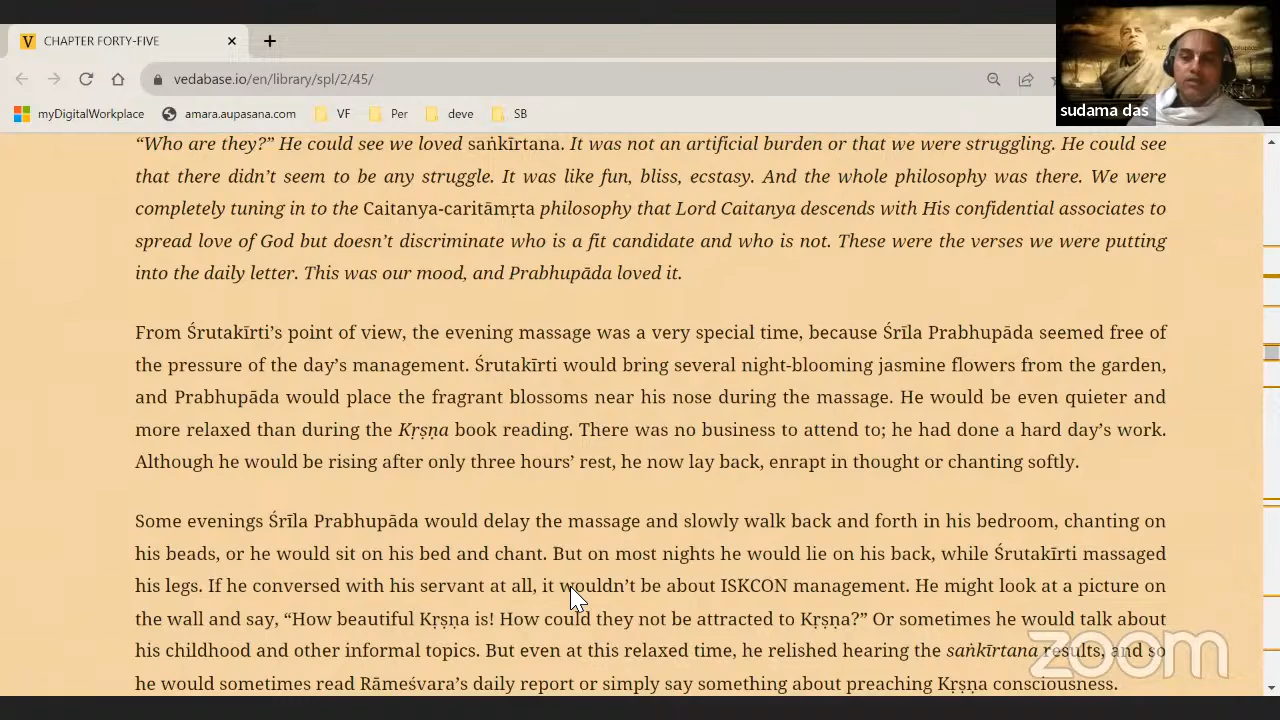 CHAPTER FORTY-FIVE
vedabase.io/en/library/spl/2/45/
myDigitalWorkplace amara.aupasana.com VF Per deve SB
sudama das
“Who are they?” He could see we loved saṅkīrtana. It was not an artificial burden or that we were struggling. He could see
that there didn’t seem to be any struggle. It was like fun, bliss, ecstasy. And the whole philosophy was there. We were
completely tuning in to the Caitanya-caritāmṛta philosophy that Lord Caitanya descends with His confidential associates to
spread love of God but doesn’t discriminate who is a fit candidate and who is not. These were the verses we were putting
into the daily letter. This was our mood, and Prabhupāda loved it.
From Śrutakīrti’s point of view, the evening massage was a very special time, because Śrīla Prabhupāda seemed free of
the pressure of the day’s management. Śrutakīrti would bring several night-blooming jasmine flowers from the garden,
and Prabhupāda would place the fragrant blossoms near his nose during the massage. He would be even quieter and
more relaxed than during the Kṛṣṇa book reading. There was no business to attend to; he had done a hard day’s work.
Although he would be rising after only three hours’ rest, he now lay back, enrapt in thought or chanting softly.
Some evenings Śrīla Prabhupāda would delay the massage and slowly walk back and forth in his bedroom, chanting on
his beads, or he would sit on his bed and chant. But on most nights he would lie on his back, while Śrutakīrti massaged
his legs. If he conversed with his servant at all, it wouldn’t be about ISKCON management. He might look at a picture on
the wall and say, “How beautiful Kṛṣṇa is! How could they not be attracted to Kṛṣṇa?” Or sometimes he would talk about
his childhood and other informal topics. But even at this relaxed time, he relished hearing the saṅkīrtana results, and so
he would sometimes read Rāmeśvara’s daily report or simply say something about preaching Kṛṣṇa consciousness.
zoom